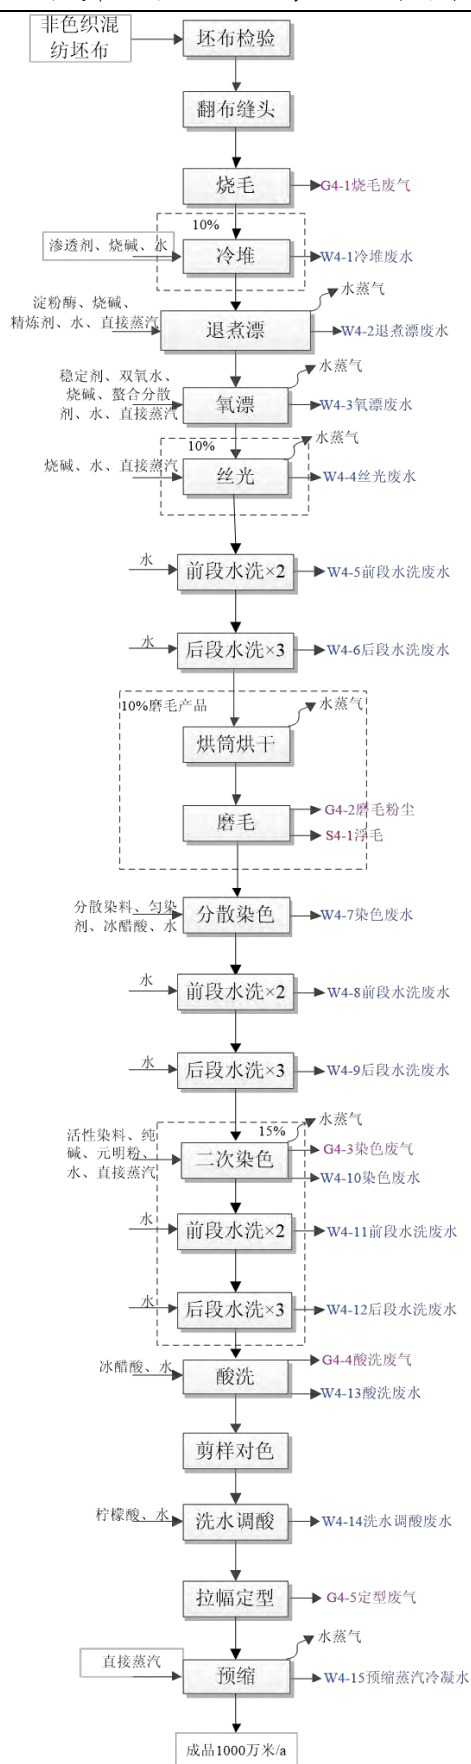 非色织混
纺坯布
坯布检验
翻布缝头
烧毛
G4-1烧毛废气
10%
渗透剂、烧碱、水
冷堆
W4-1冷堆废水
水蒸气
淀粉酶、烧碱、
精炼剂、水、直接蒸汽
退煮漂
W4-2退煮漂废水
水蒸气
稳定剂、双氧水、
烧碱、螯合分散
剂、水、直接蒸汽
氧漂
W4-3氧漂废水
10%
水蒸气
烧碱、水、直接蒸汽
丝光
W4-4丝光废水
水
前段水洗×2
W4-5前段水洗废水
水
后段水洗×3
W4-6后段水洗废水
10%磨毛产品
水蒸气
烘筒烘干
磨毛
G4-2磨毛粉尘
S4-1浮毛
分散染料、匀染
剂、冰醋酸、水
分散染色
W4-7染色废水
水
前段水洗×2
W4-8前段水洗废水
水
后段水洗×3
W4-9后段水洗废水
15%
水蒸气
活性染料、纯
碱、元明粉、
水、直接蒸汽
二次染色
G4-3染色废气
W4-10染色废水
水
前段水洗×2
W4-11前段水洗废水
水
后段水洗×3
W4-12后段水洗废水
冰醋酸、水
酸洗
G4-4酸洗废气
W4-13酸洗废水
剪样对色
柠檬酸、水
洗水调酸
W4-14洗水调酸废水
拉幅定型
G4-5定型废气
水蒸气
直接蒸汽
预缩
W4-15预缩蒸汽冷凝水
成品1000万米/a